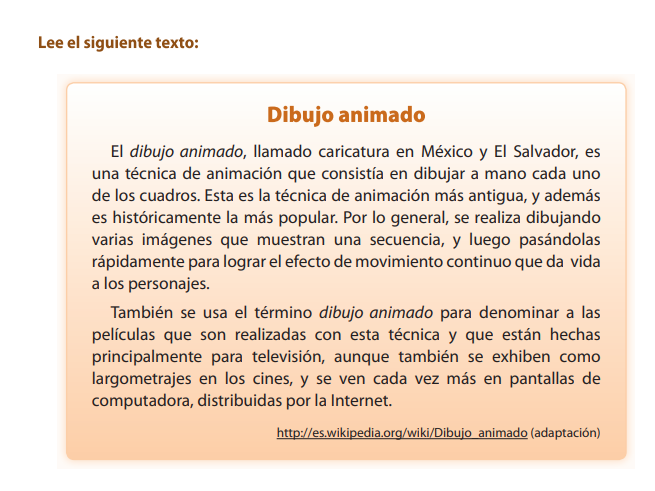 Lee el siguiente texto:
Dibujo animado
El dibujo animado, llamado caricatura en México y El Salvador, es
una técnica de animación que consistía en dibujar a mano cada uno
de los cuadros. Esta es la técnica de animación más antigua, y además
es históricamente la más popular. Por lo general, se realiza dibujando
varias imágenes que muestran una secuencia, y luego pasándolas
rápidamente para lograr el efecto de movimiento continuo que da vida
a los personajes.
También se usa el término dibujo animado para denominar a las
películas que son realizadas con esta técnica y que están hechas
principalmente para televisión, aunque también se exhiben como
largometrajes en los cines, y se ven cada vez más en pantallas de
computadora, distribuidas por la Internet.
http://es.wikipedia.org/wiki/Dibujo_animado (adaptación)